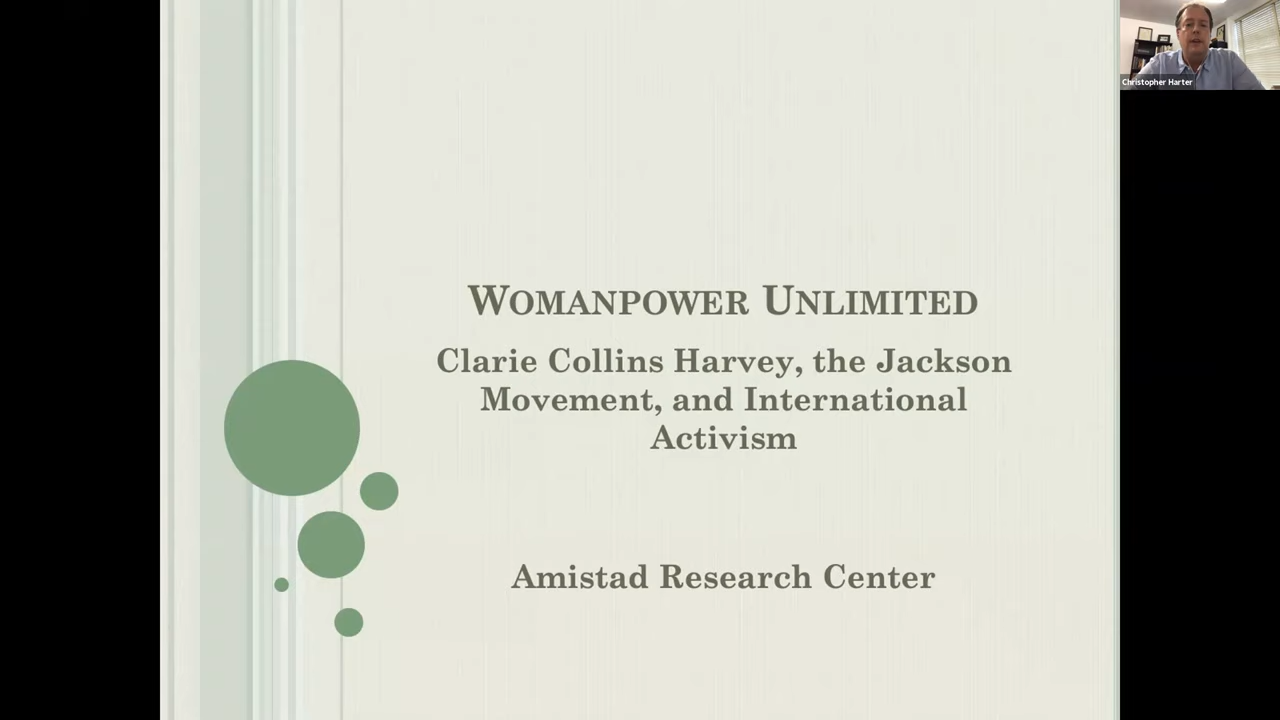 Christopher Harter
WOMANPOWER UNLIMITED
Clarie Collins Harvey, the Jackson
Movement, and International
Activism
Amistad Research Center